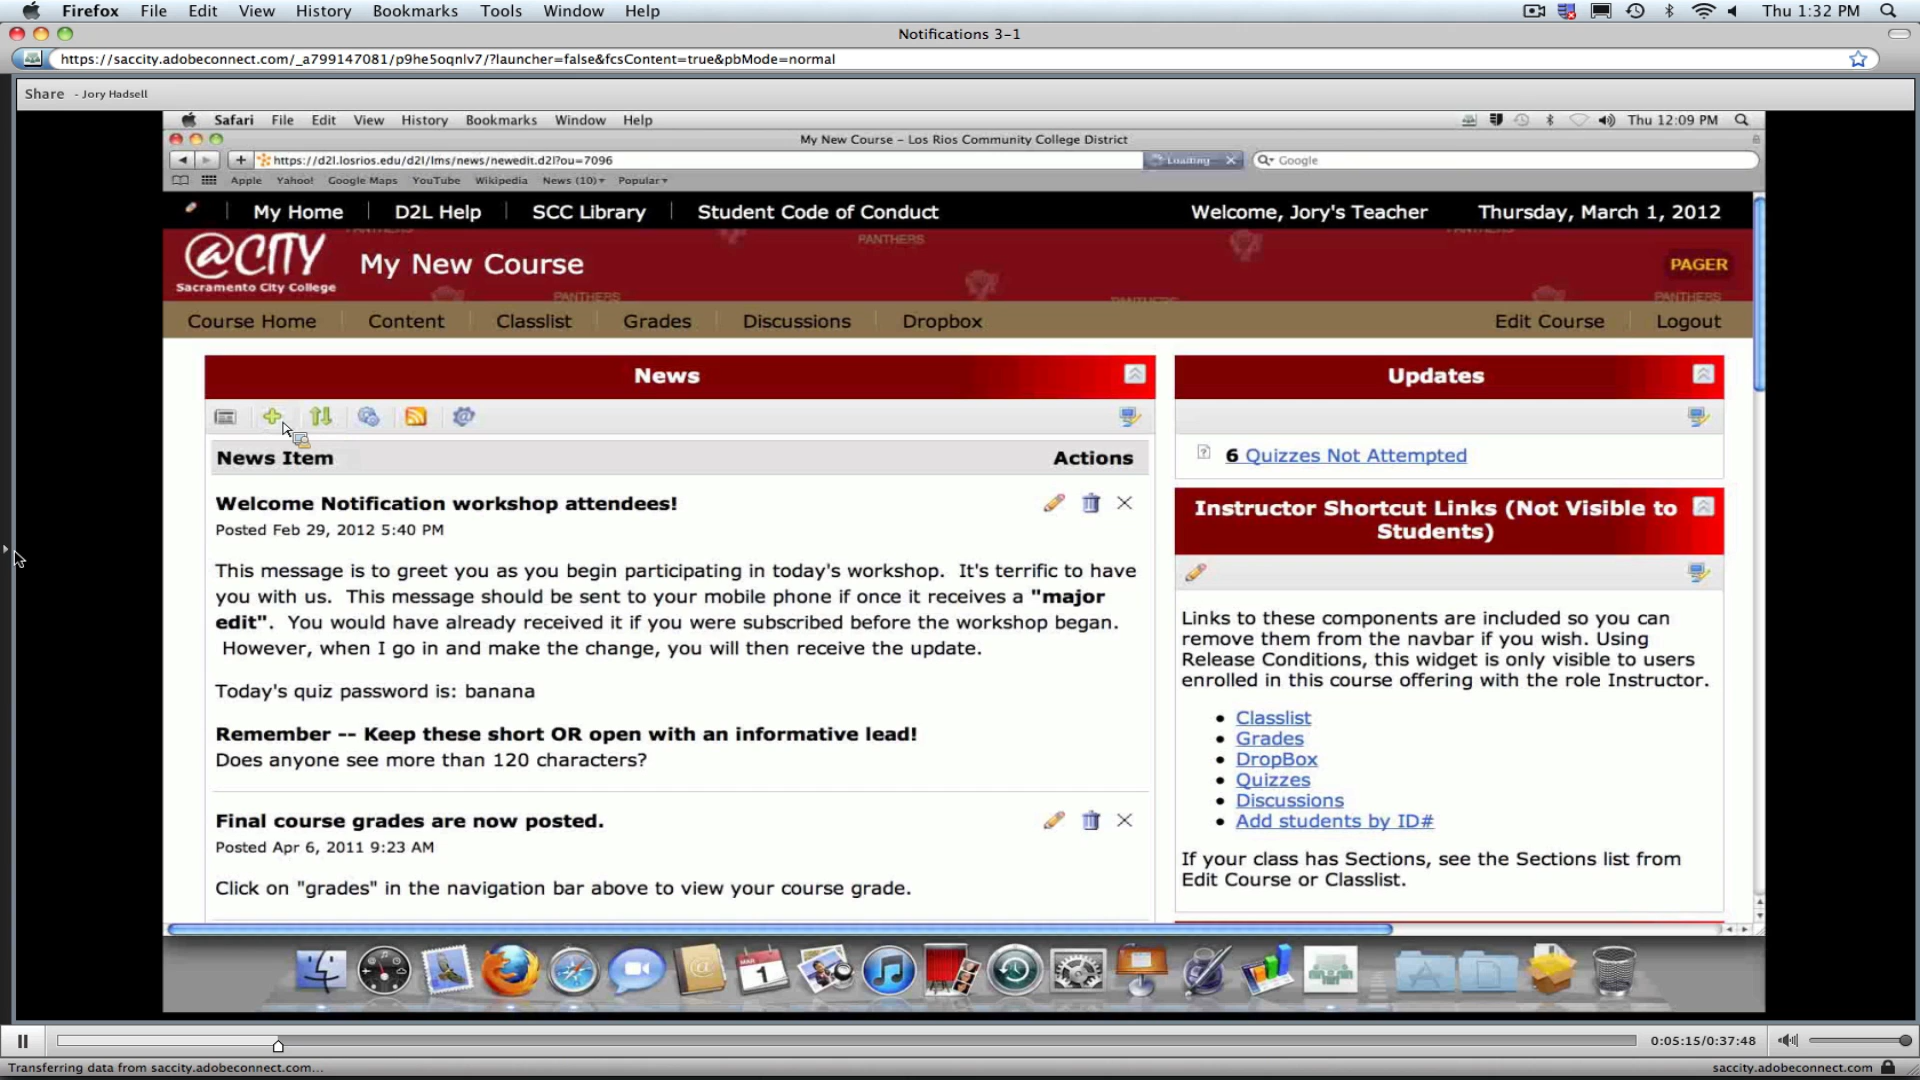 Firefox File Edit View History Bookmarks Tools Window Help Thu 1:32 PM
Notifications 3-1
https://saccity.adobeconnect.com/_a799147081/p9he5oqnlv7/?launcher=false&fcsContent=true&pbMode=normal
Share - Jory Hadsell
Safari File Edit View History Bookmarks Window Help Thu 12:09 PM
My New Course – Los Rios Community College District
https://d2l.losrios.edu/d2l/lms/news/newedit.d2l?ou=7096 Loading Google
Apple Yahoo! Google Maps YouTube Wikipedia News (10) Popular
My Home D2L Help SCC Library Student Code of Conduct Welcome, Jory's Teacher Thursday, March 1, 2012
PANTHERS
@CITY My New Course PAGER
Sacramento City College
PANTHERS PANTHERS
Course Home Content Classlist Grades Discussions Dropbox Edit Course Logout
News
News Item Actions
Welcome Notification workshop attendees!
Posted Feb 29, 2012 5:40 PM
This message is to greet you as you begin participating in today's workshop. It's terrific to have
you with us. This message should be sent to your mobile phone if once it receives a "major
edit". You would have already received it if you were subscribed before the workshop began.
However, when I go in and make the change, you will then receive the update.
Today's quiz password is: banana
Remember -- Keep these short OR open with an informative lead!
Does anyone see more than 120 characters?
Final course grades are now posted.
Posted Apr 6, 2011 9:23 AM
Click on "grades" in the navigation bar above to view your course grade.
Updates
6 Quizzes Not Attempted
Instructor Shortcut Links (Not Visible to
Students)
Links to these components are included so you can
remove them from the navbar if you wish. Using
Release Conditions, this widget is only visible to users
enrolled in this course offering with the role Instructor.
Classlist
Grades
DropBox
Quizzes
Discussions
Add students by ID#
If your class has Sections, see the Sections list from
Edit Course or Classlist.
MAR
1
0:05:15/0:37:48
Transferring data from saccity.adobeconnect.com... saccity.adobeconnect.com